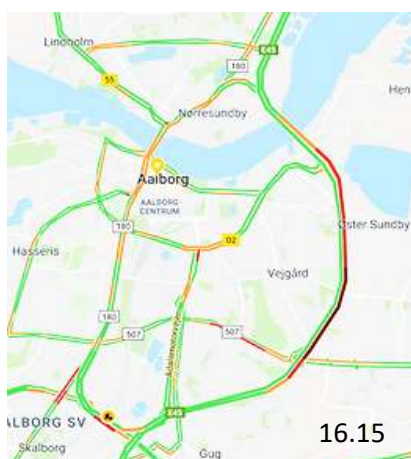 Lindholm
E45
180
55
Hen
Nørresundby
Aalborg
AALBORG
CENTRUM
Øster Sundby
180
02
Hasseris
Vejgård
180
507
507
ALBORG SV
E45
Skalborg
Gug
16.15